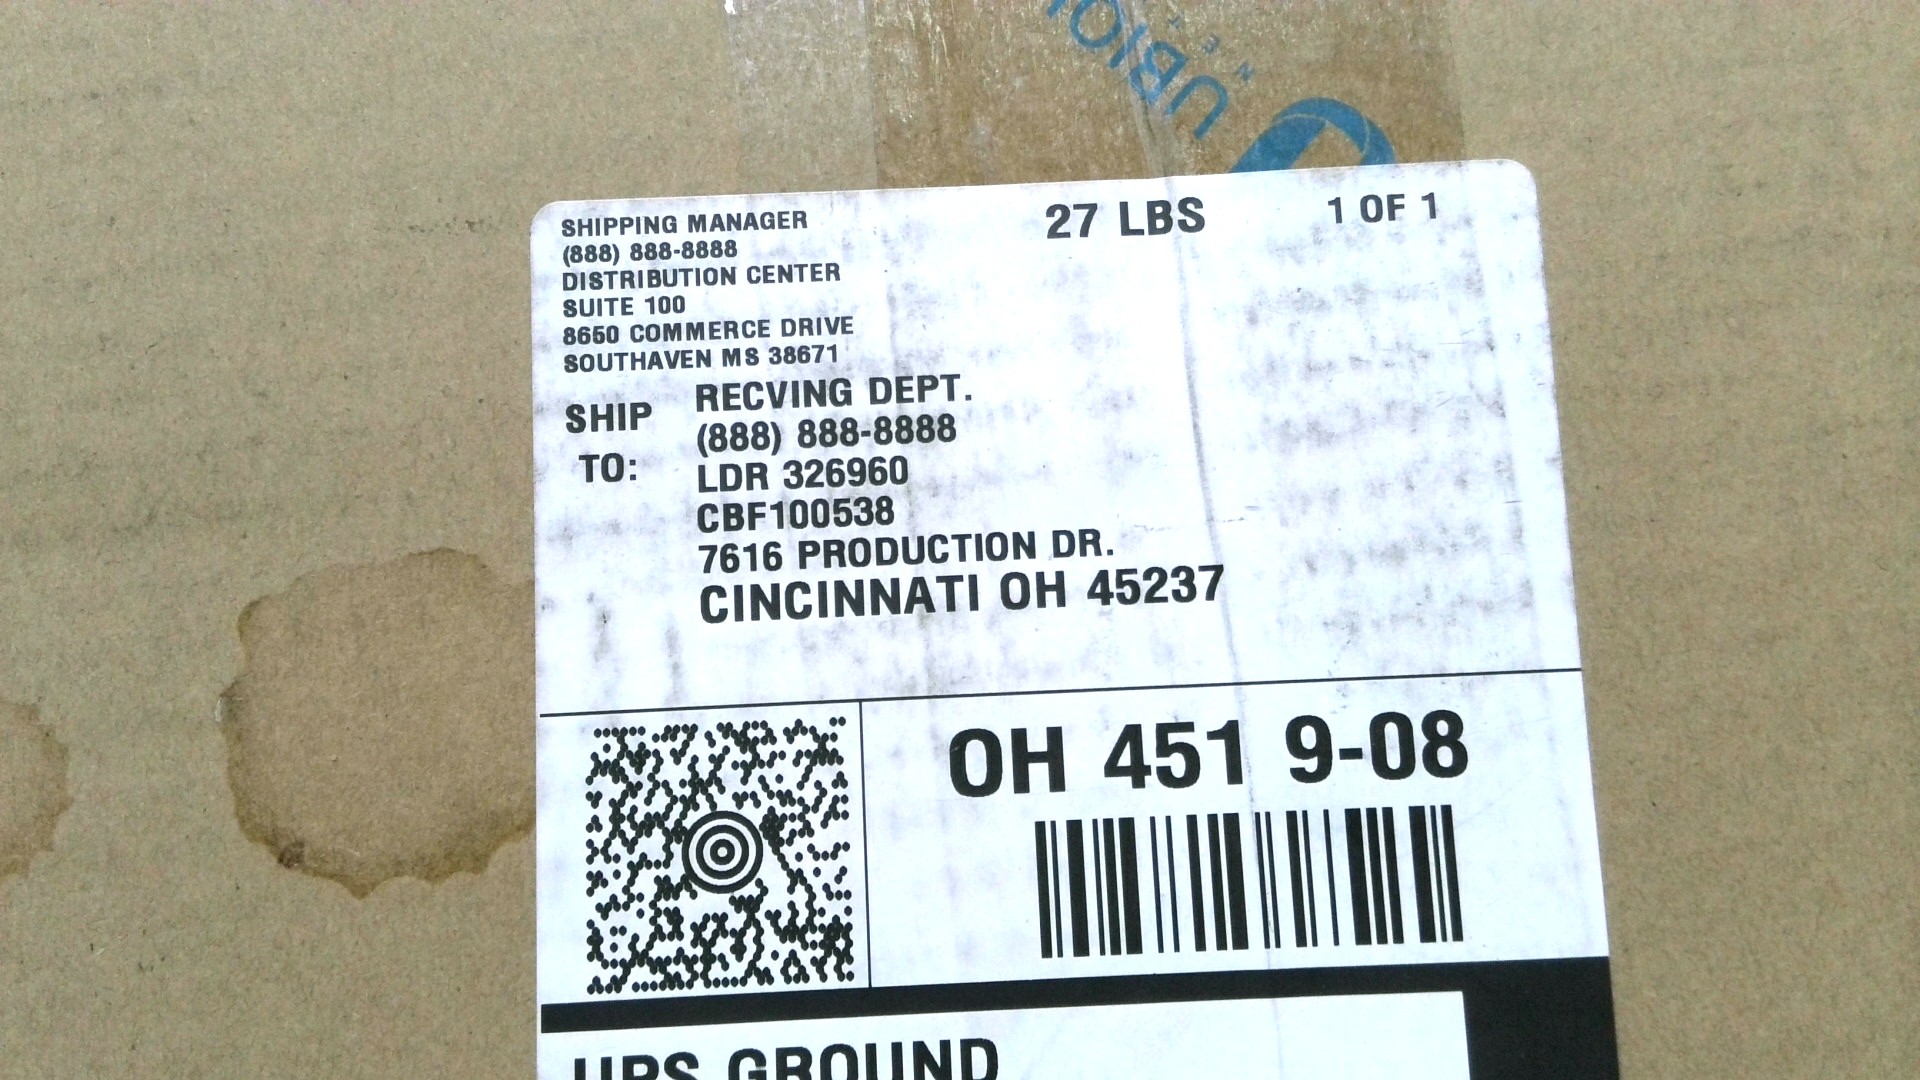 SHIPPING MANAGER
(888) 888-8888
DISTRIBUTION CENTER
SUITE 100
8650 COMMERCE DRIVE
SOUTHAVEN MS 38671
27 LBS
1 OF 1
SHIP TO:
RECVING DEPT.
(888) 888-8888
LDR 326960
CBF100538
7616 PRODUCTION DR.
CINCINNATI OH 45237
OH 451 9-08
UPS GROUND